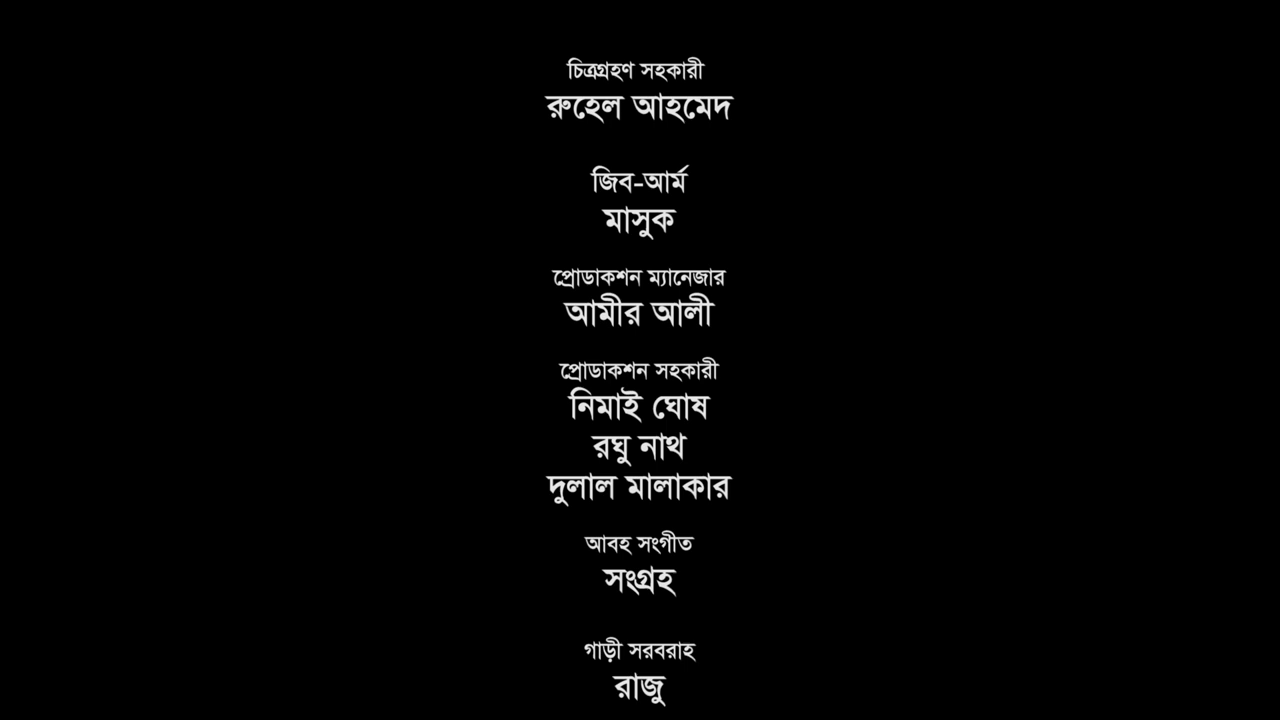 চিত্রগ্রহণ সহকারী
রুহেল আহমেদ
জিব-আর্ম
মাসুক
প্রোডাকশন ম্যানেজার
আমীর আলী
প্রোডাকশন সহকারী
নিমাই ঘোষ
রঘু নাথ
দুলাল মালাকার
আবহ সংগীত
সংগ্রহ
গাড়ী সরবরাহ
রাজু